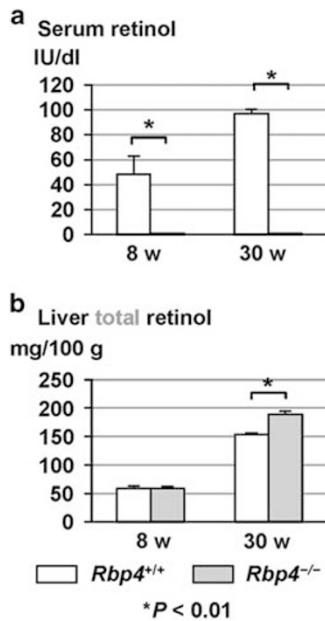 a Serum retinol
IU/dl
120
100
80
60
40
20
0
*
*
8 w 30 w
b Liver total retinol
mg/100 g
250
200
150
100
50
0
*
8 w 30 w
Rbp4+/+ Rbp4−/−
*P < 0.01